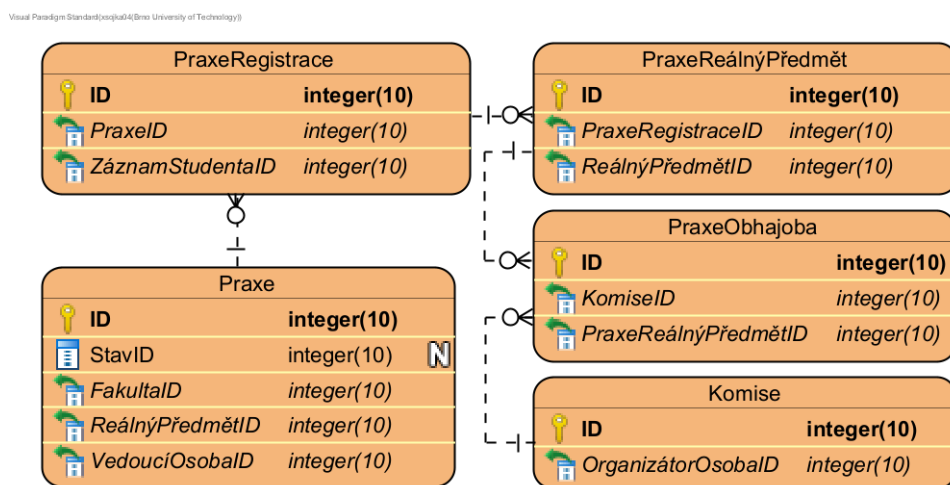 Visual Paradigm Standard(xsojka04(Brno University of Technology))
PraxeRegistrace
ID integer(10)
PraxeID integer(10)
ZáznamStudentaID integer(10)
PraxeReálnýPředmět
ID integer(10)
PraxeRegistraceID integer(10)
ReálnýPředmětID integer(10)
PraxeObhajoba
ID integer(10)
KomiseID integer(10)
PraxeReálnýPředmětID integer(10)
Praxe
ID integer(10)
StavID integer(10) N
FakultaID integer(10)
ReálnýPředmětID integer(10)
VedoucíOsobaID integer(10)
Komise
ID integer(10)
OrganizátorOsobaID integer(10)